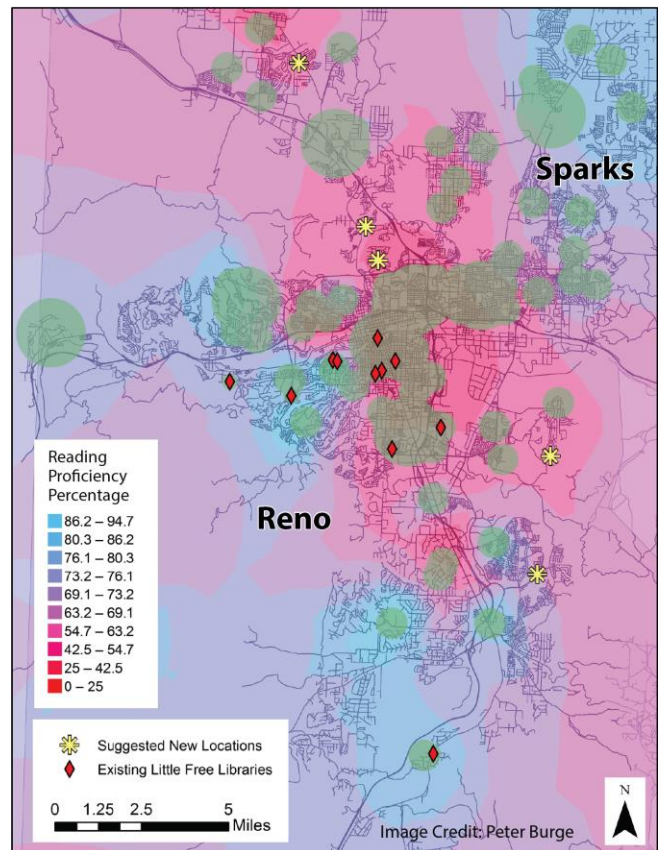 Sparks
Reno
Reading
Proficiency
Percentage
86.2 – 94.7
80.3 – 86.2
76.1 – 80.3
73.2 – 76.1
69.1 – 73.2
63.2 – 69.1
54.7 – 63.2
42.5 – 54.7
25 – 42.5
0 – 25
Suggested New Locations
Existing Little Free Libraries
0 1.25 2.5 5
Miles
Image Credit: Peter Burge
N